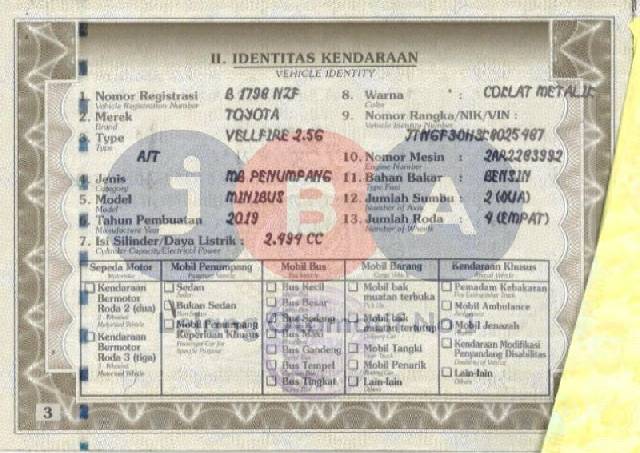 II. IDENTITAS KENDARAAN
VEHICLE IDENTITY
1. Nomor Registrasi : B 1798 NZF
Vehicle Registration Number
2. Merek : TOYOTA
Brand
3. Type : VELLFIRE 2.5G
Type
A/T
4. Jenis : MB. PENUMPANG
Category
5. Model : MINIBUS
Model
6. Tahun Pembuatan : 2019
Manufacture Year
7. Isi Silinder/Daya Listrik : 2.494 CC
Cylinder Capacity/Electrical Power
8. Warna : COKLAT METALIK
Color
9. Nomor Rangka/NIK/VIN :
Vehicle Identity Number
10. Nomor Mesin :
Engine Number
11. Bahan Bakar : BENSIN
Type Fuel
12. Jumlah Sumbu : 2 (DUA)
Number of Axle
13. Jumlah Roda : 4 (EMPAT)
Number of Wheels
Sepeda Motor
Kendaraan
Bermotor
Roda 2 (dua)
Kendaraan
Bermotor
Roda 3 (tiga)
Mobil Penumpang
Sedan
Bukan Sedan
Mobil Penumpang
Keperluan Khusus
Mobil Bus
Bus Kecil
Bus Besar
Bus Sedang
Bus Maxi
Bus Gandeng
Bus Tempel
Bus Tingkat
Mobil Barang
Mobil bak
muatan terbuka
Mobil bak
muatan tertutup
Mobil Tangki
Mobil Penarik
Lain-lain
Kendaraan Khusus
Pemadam Kebakaran
Mobil Ambulance
Mobil Jenazah
Kendaraan Modifikasi
Penyandang Disabilitas
Lain-lain
JBA
3